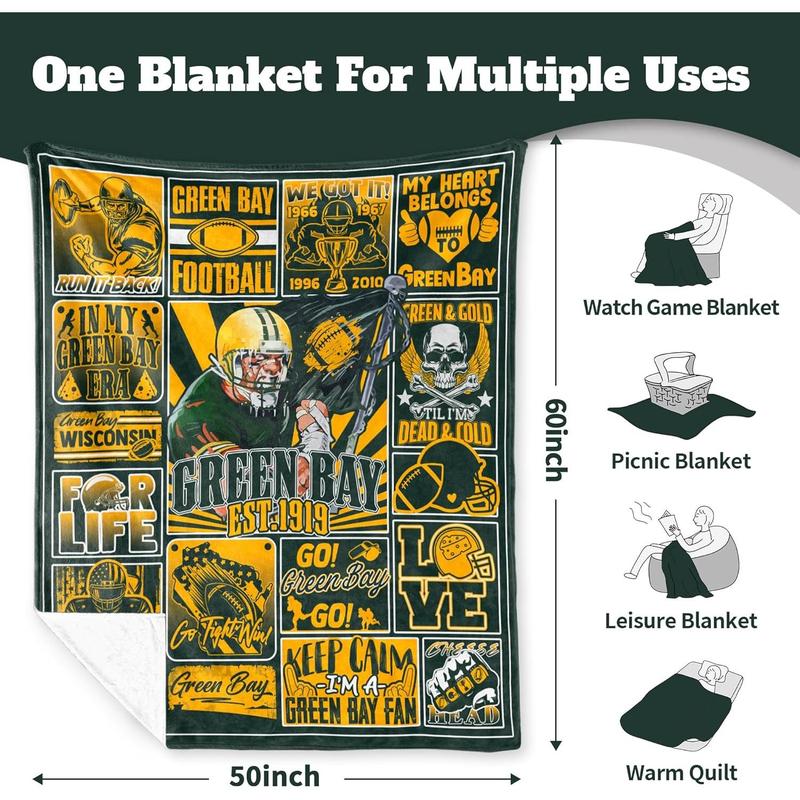 One Blanket For Multiple Uses
RUN IT BACK!
GREEN BAY
FOOTBALL
WE GOT IT!
1966 1967
1996 2010
MY HEART
BELONGS
TO
GREEN BAY
IN MY
GREEN BAY
ERA
Green Bay
WISCONSIN
FOR
LIFE
GREEN BAY
EST.1919
GREEN & GOLD
'TIL I'M
DEAD & COLD
LOVE
Go Fight Win!
GO!
Green Bay
GO!
Green Bay
KEEP CALM
-I'M A-
GREEN BAY FAN
CHEESE
HEAD
60inch
50inch
Watch Game Blanket
Picnic Blanket
Leisure Blanket
Warm Quilt